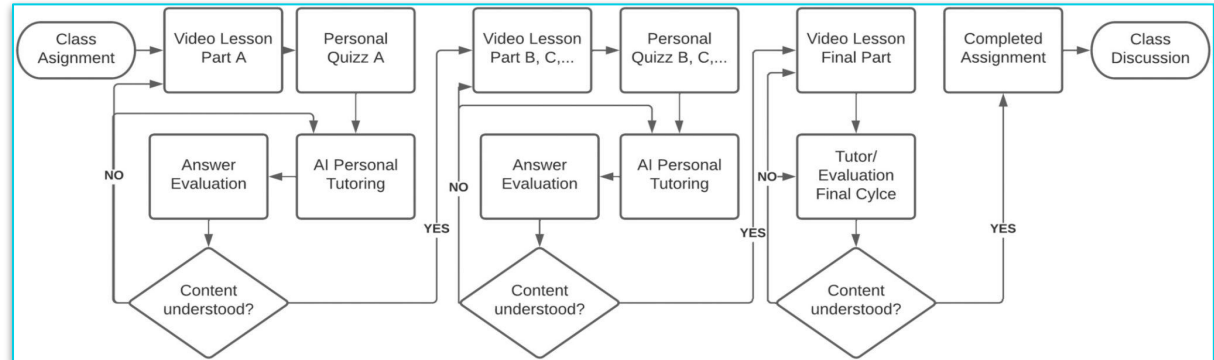 Class
Asignment
Video Lesson
Part A
Personal
Quizz A
Video Lesson
Part B, C,...
Personal
Quizz B, C,...
Video Lesson
Final Part
Completed
Assignment
Class
Discussion
Answer
Evaluation
AI Personal
Tutoring
Answer
Evaluation
AI Personal
Tutoring
Tutor/
Evaluation
Final Cylce
NO
NO
NO
YES
YES
YES
Content
understood?
Content
understood?
Content
understood?